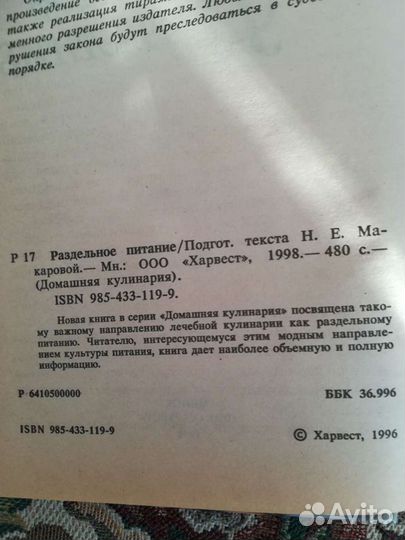 произведение
также реализация тираж
менного разрешения издателя. Люба
рушения закона будут преследоваться в судеб
порядке.
Р 17 Раздельное питание/Подгот. текста Н. Е. Ма-
каровой.— Мн.: ООО «Харвест», 1998.— 480 с.—
(Домашняя кулинария).
ISBN 985-433-119-9.
Новая книга в серии «Домашняя кулинария» посвящена тако-
му важному направлению лечебной кулинарии как раздельному
питанию. Читателю, интересующемуся этим модным направле-
нием культуры питания, книга дает наиболее объемную и полную
информацию.
Р 6410500000 ББК 36.996
ISBN 985-433-119-9 © Харвест, 1996
Avito